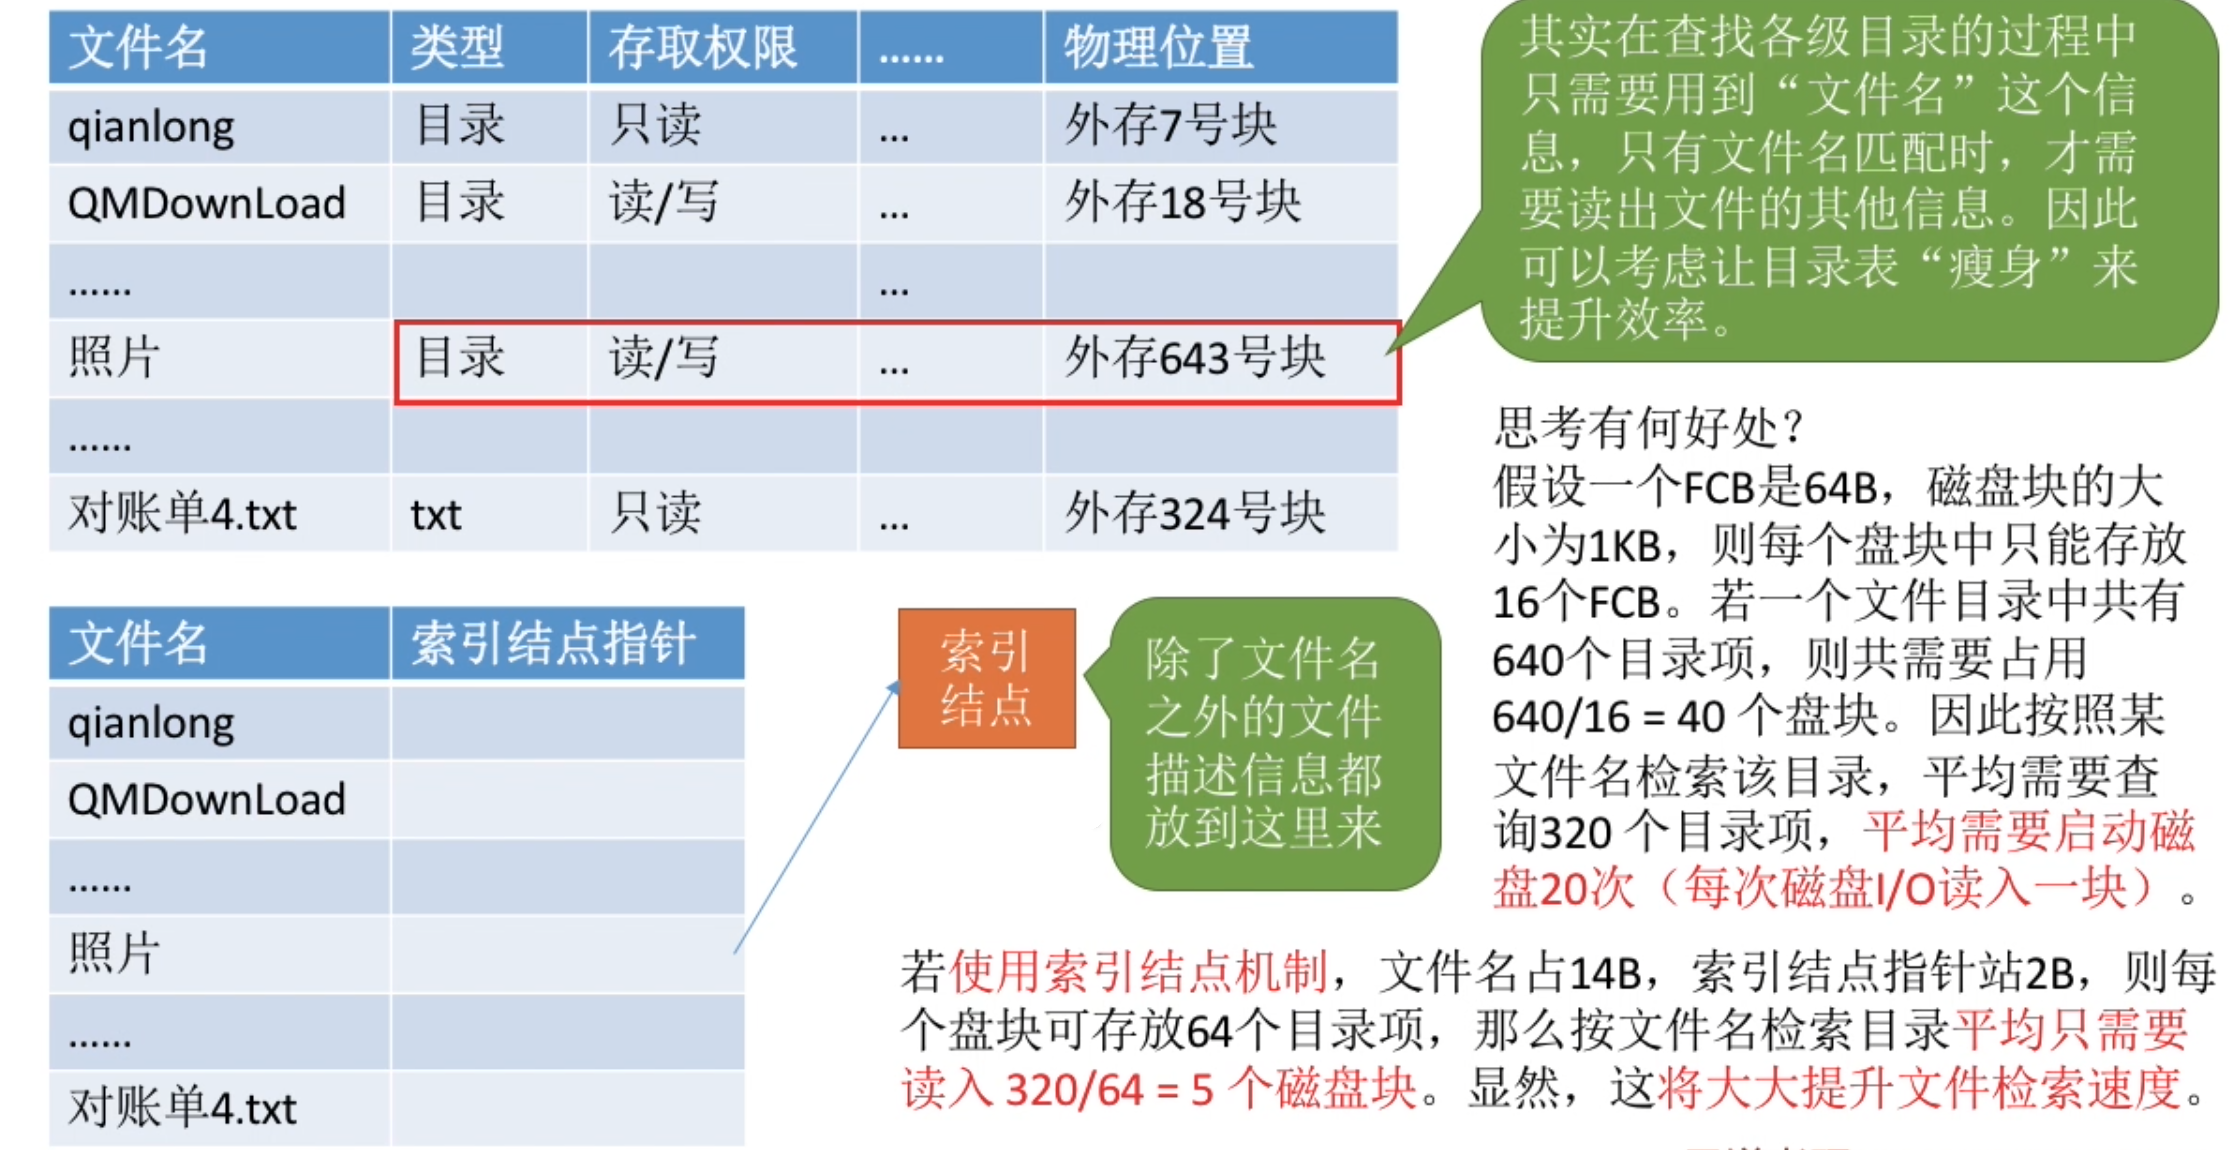 文件名 类型 存取权限 …… 物理位置
qianlong 目录 只读 ... 外存7号块
QMDownLoad 目录 读/写 ... 外存18号块
…… ...
照片 目录 读/写 ... 外存643号块
……
对账单4.txt txt 只读 ... 外存324号块
其实在查找各级目录的过程中
只需要用到“文件名”这个信
息，只有文件名匹配时，才需
要读出文件的其他信息。因此
可以考虑让目录表“瘦身”来
提升效率。
思考有何好处？
假设一个FCB是64B，磁盘块的大
小为1KB，则每个盘块中只能存放
16个FCB。若一个文件目录中共有
640个目录项，则共需要占用
640/16 = 40 个盘块。因此按照某
文件名检索该目录，平均需要查
询320 个目录项，平均需要启动磁
盘20次（每次磁盘I/O读入一块）。
文件名 索引结点指针
qianlong
QMDownLoad
……
照片
……
对账单4.txt
索引
结点
除了文件名
之外的文件
描述信息都
放到这里来
若使用索引结点机制，文件名占14B，索引结点指针站2B，则每
个盘块可存放64个目录项，那么按文件名检索目录平均只需要
读入 320/64 = 5 个磁盘块。显然，这将大大提升文件检索速度。